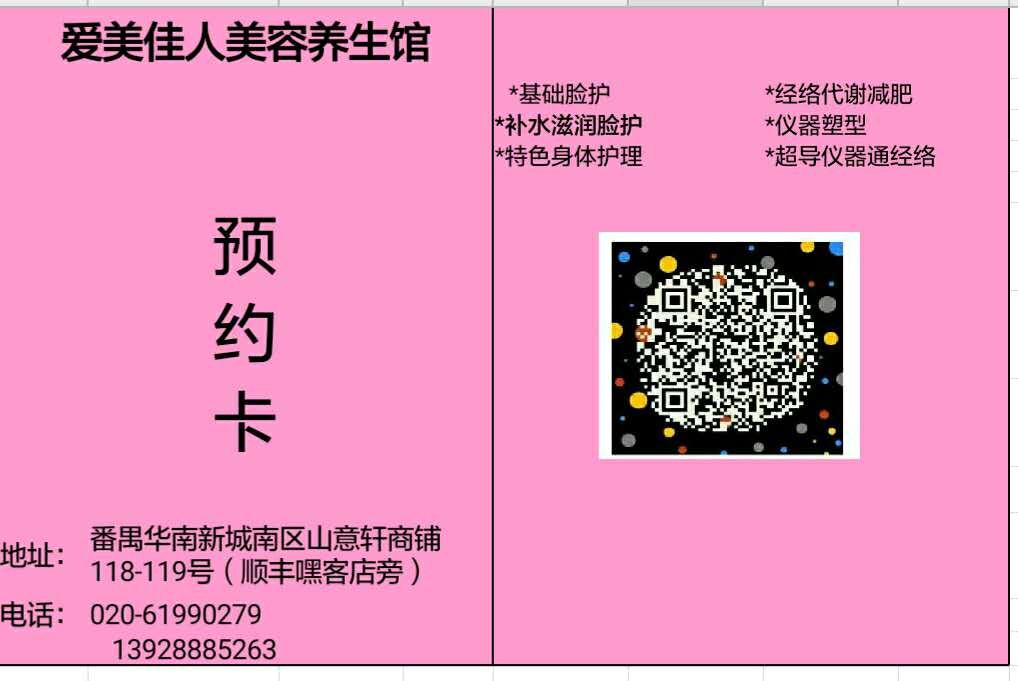 爱美佳人美容养生馆
预
约
卡
地址：
番禺华南新城南区山意轩商铺
118-119号（顺丰嘿客店旁）
电话：
020-61990279
13928885263
*基础脸护
*补水滋润脸护
*特色身体护理
*经络代谢减肥
*仪器塑型
*超导仪器通经络